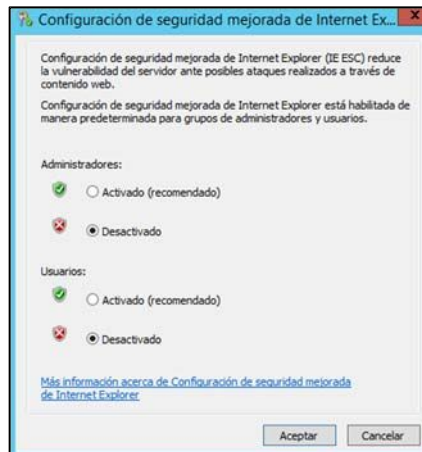 Configuración de seguridad mejorada de Internet Ex...
Configuración de seguridad mejorada de Internet Explorer (IE ESC) reduce
la vulnerabilidad del servidor ante posibles ataques realizados a través de
contenido web.
Configuración de seguridad mejorada de Internet Explorer está habilitada de
manera predeterminada para grupos de administradores y usuarios.
Administradores:
Activado (recomendado)
Desactivado
Usuarios:
Activado (recomendado)
Desactivado
Más información acerca de Configuración de seguridad mejorada
de Internet Explorer
Aceptar Cancelar